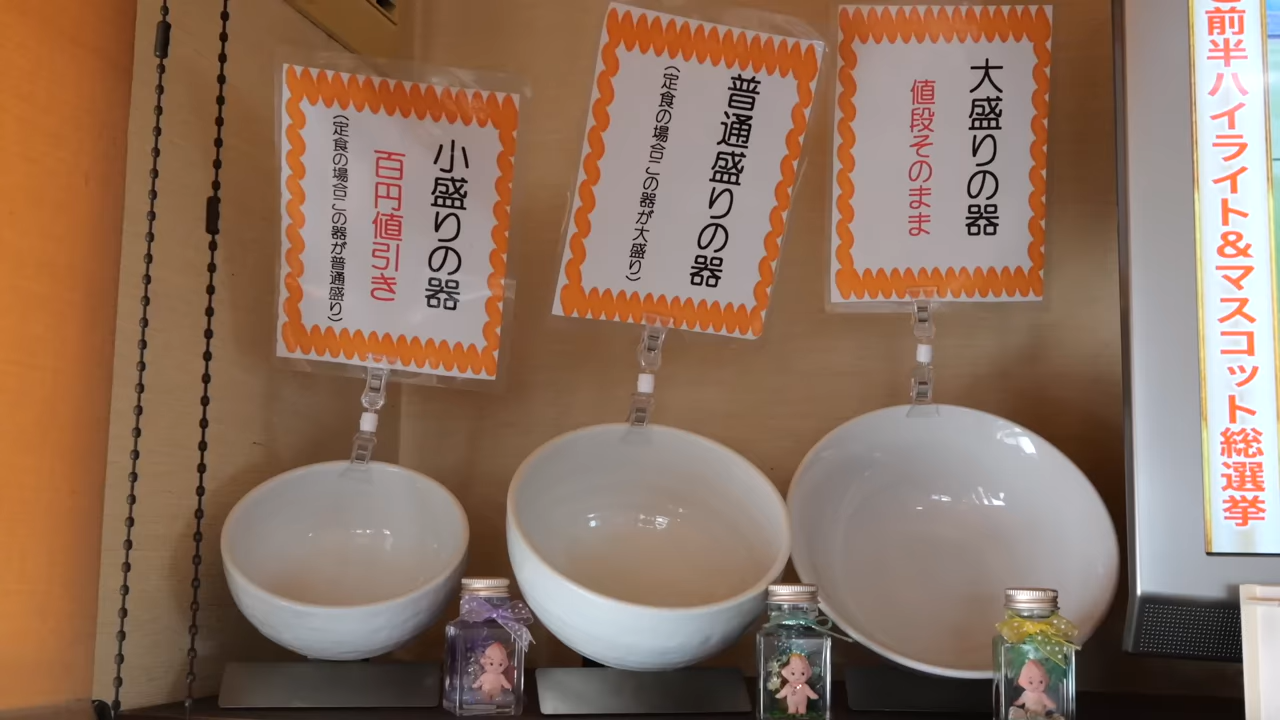 小盛りの器
百円値引き
(定食の場合この器が普通盛り)
普通盛りの器
(定食の場合この器が大盛り)
大盛りの器
値段そのまま
前半ハイライト&マスコット総選挙